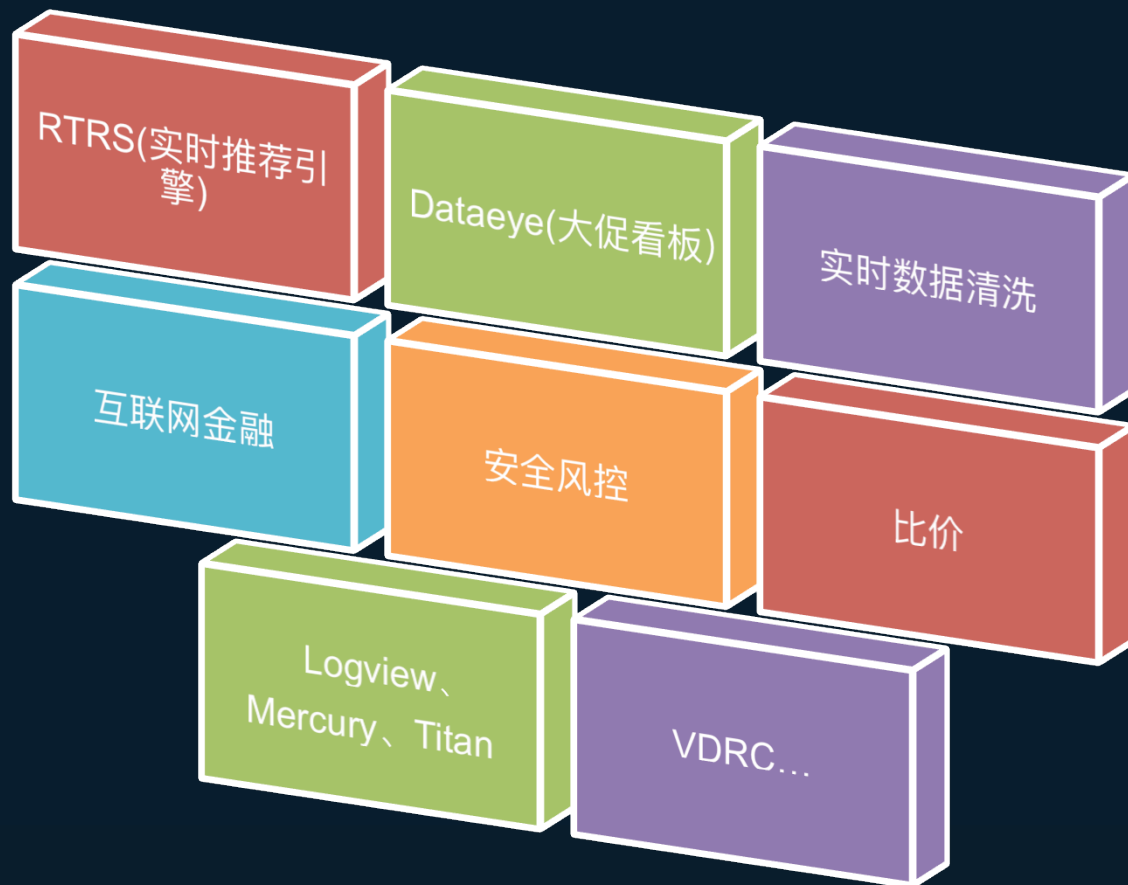 RTRS(实时推荐引
擎)
Dataeye(大促看板)
实时数据清洗
互联网金融
安全风控
比价
Logview、
Mercury、Titan
VDRC…